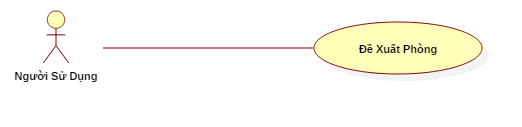 Đề Xuất Phòng
Người Sử Dụng